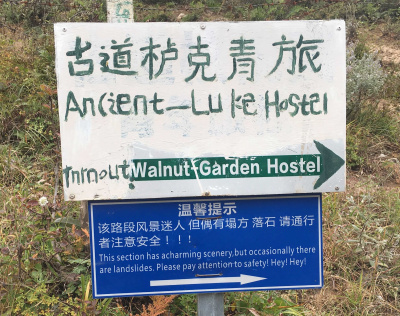 古道栌克青旅
Ancient-Luke Hostel
Walnut-Garden Hostel
温馨提示
该路段风景迷人 但偶有塌方 落石 请通行
者注意安全!!!
This section has acharming scenery,but occasionally there
are landslides. Please pay attention to safety! Hey! Hey!